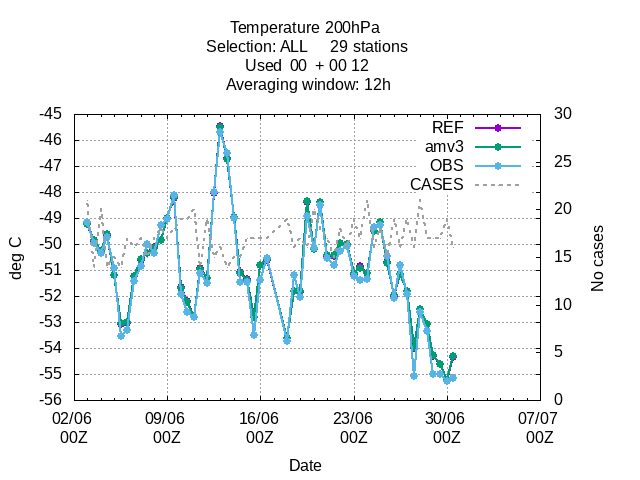 Temperature 200hPa
Selection: ALL 29 stations
Used 00 + 00 12
Averaging window: 12h
-45
-46
-47
-48
-49
-50
-51
-52
-53
-54
-55
-56
deg C
REF
amv3
OBS
CASES
30
25
20
15
10
5
0
No cases
02/06 09/06 16/06 23/06 30/06 07/07
00Z 00Z 00Z 00Z 00Z 00Z
Date